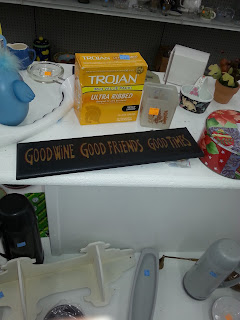 TROJAN
ULTRA RIBBED
GOOD WINE GOOD FRIENDS GOOD TIMES